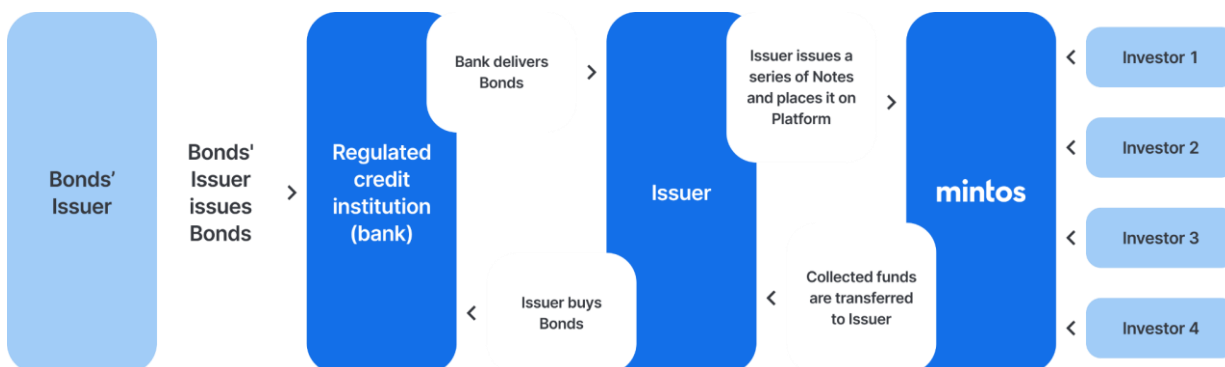 Bonds’
Issuer
Bonds'
Issuer
issues
Bonds
Regulated
credit
institution
(bank)
Bank delivers
Bonds
Issuer buys
Bonds
Issuer
Issuer issues a
series of Notes
and places it on
Platform
Collected funds
are transferred
to Issuer
mintos
Investor 1
Investor 2
Investor 3
Investor 4